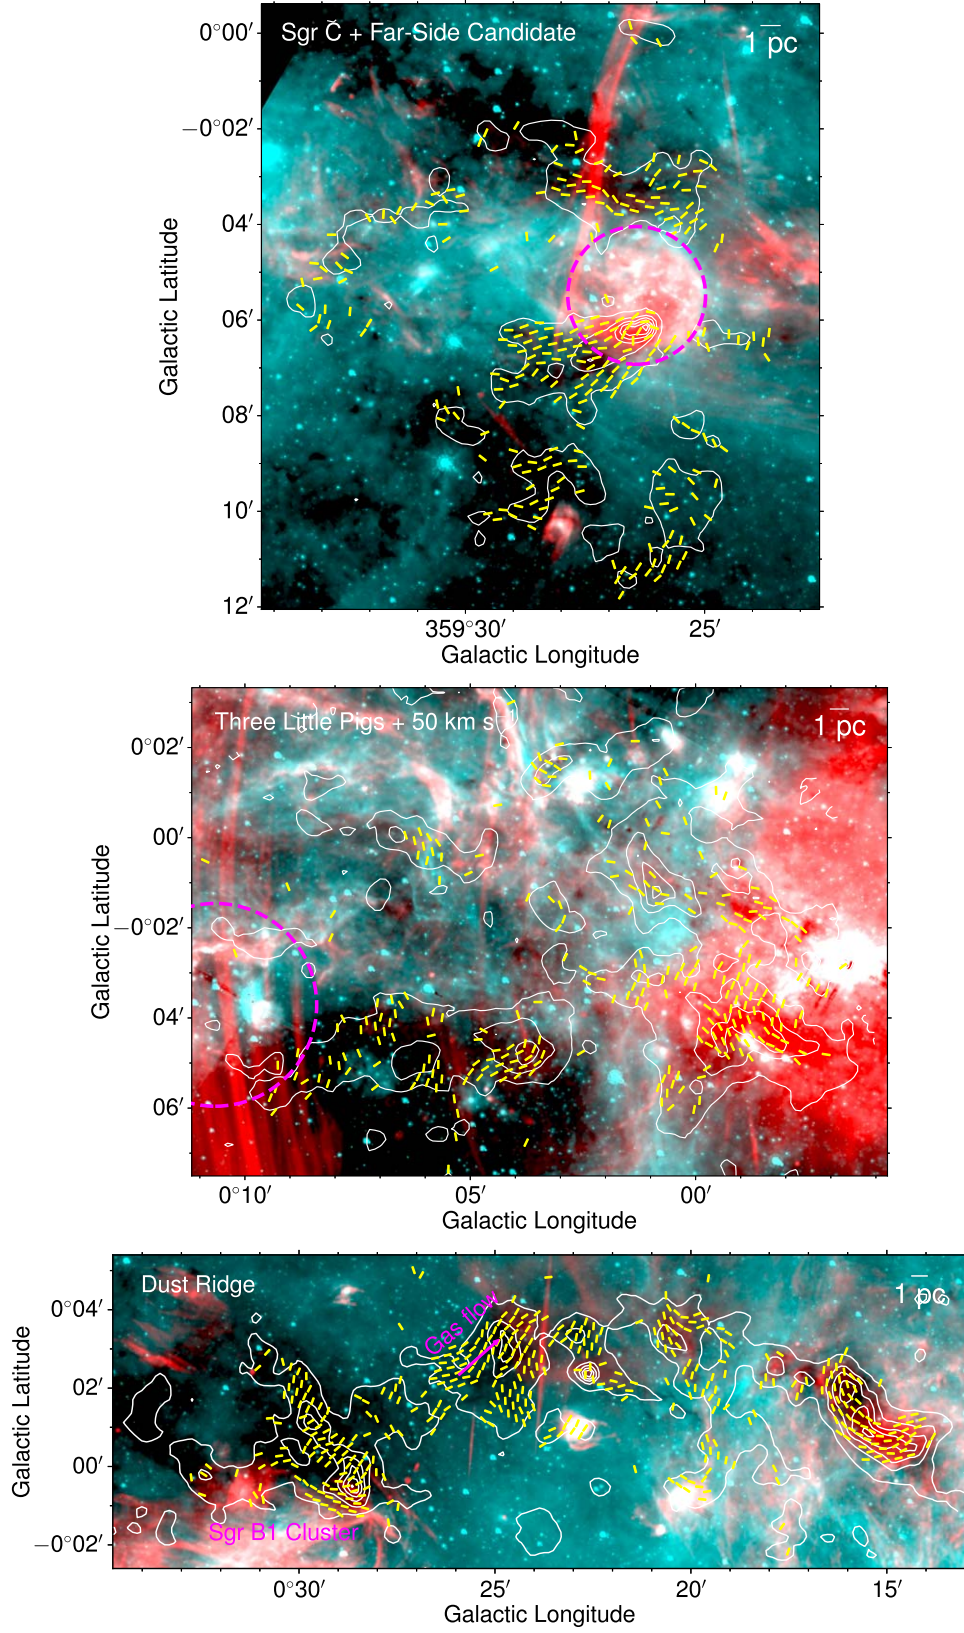 Sgr C + Far-Side Candidate
1 pc
0°00′
−0°02′
04′
06′
08′
10′
12′
Galactic Latitude
359°30′
25′
Galactic Longitude
Three Little Pigs + 50 km s
1 pc
0°02′
00′
−0°02′
04′
06′
Galactic Latitude
0°10′
05′
00′
Galactic Longitude
Dust Ridge
1 pc
Gas flow
Sgr B1 Cluster
0°04′
02′
00′
−0°02′
Galactic Latitude
0°30′
25′
20′
15′
Galactic Longitude